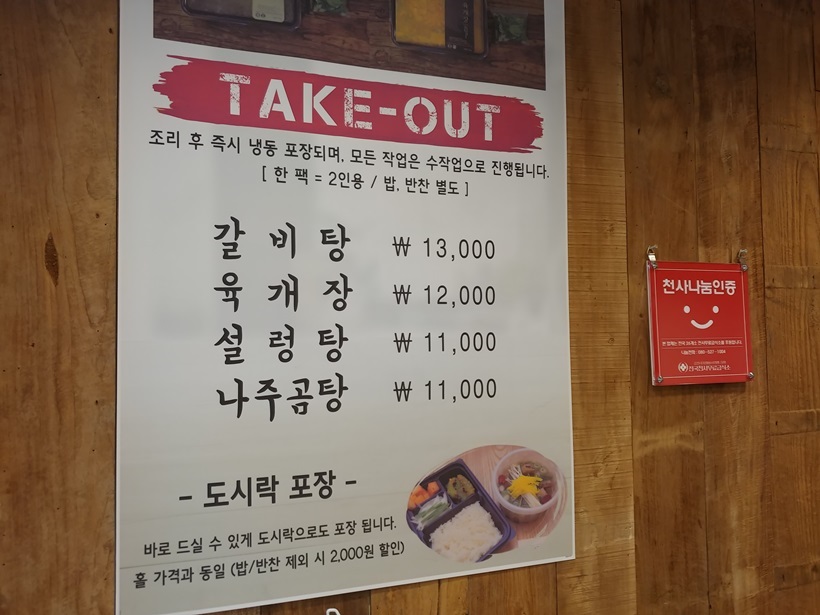 TAKE-OUT
조리 후 즉시 냉동 포장되며, 모든 작업은 수작업으로 진행됩니다.
[ 한 팩 = 2인용 / 밥, 반찬 별도 ]
갈비탕 ₩ 13,000
육개장 ₩ 12,000
설렁탕 ₩ 11,000
나주곰탕 ₩ 11,000
- 도시락 포장 -
바로 드실 수 있게 도시락으로도 포장 됩니다.
홀 가격과 동일 (밥/반찬 제외 시 2,000원 할인)
천사나눔인증